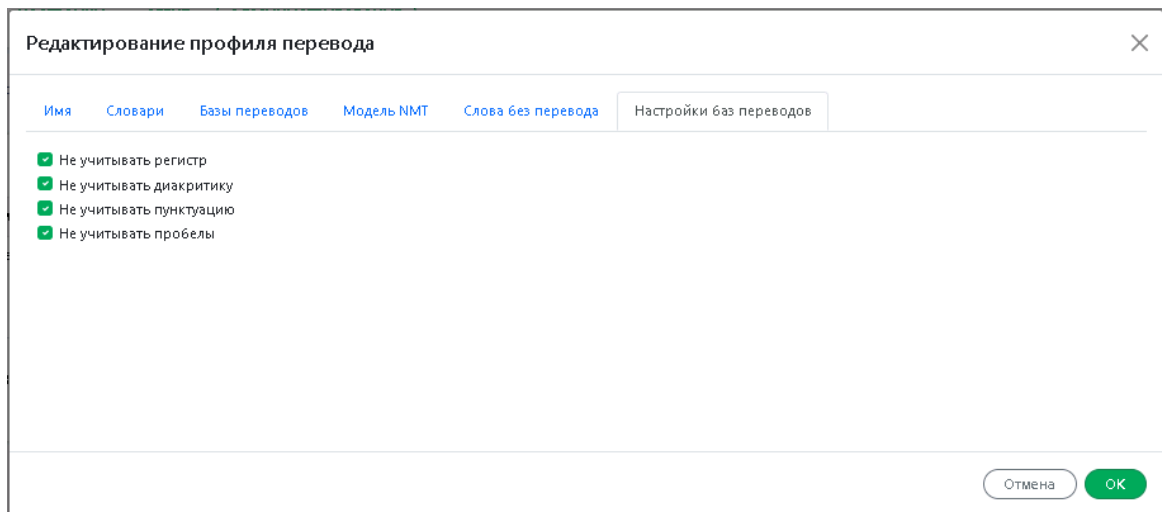 Редактирование профиля перевода
Имя Словари Базы переводов Модель NMT Слова без перевода Настройки баз переводов
Не учитывать регистр
Не учитывать диакритику
Не учитывать пунктуацию
Не учитывать пробелы
Отмена OK